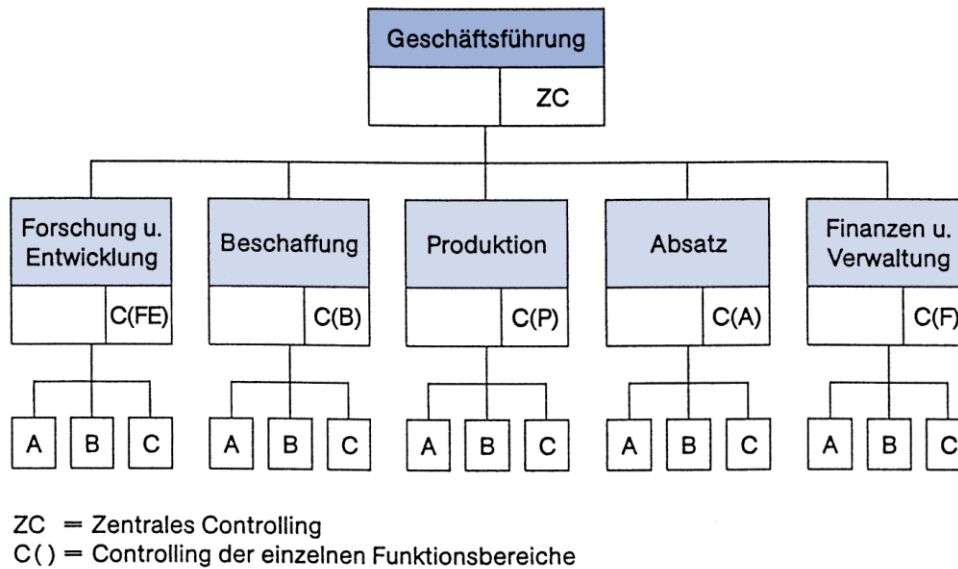 Geschäftsführung
ZC
Forschung u.
Entwicklung
C(FE)
Beschaffung
C(B)
Produktion
C(P)
Absatz
C(A)
Finanzen u.
Verwaltung
C(F)
A B C
A B C
A B C
A B C
A B C
ZC = Zentrales Controlling
C( ) = Controlling der einzelnen Funktionsbereiche